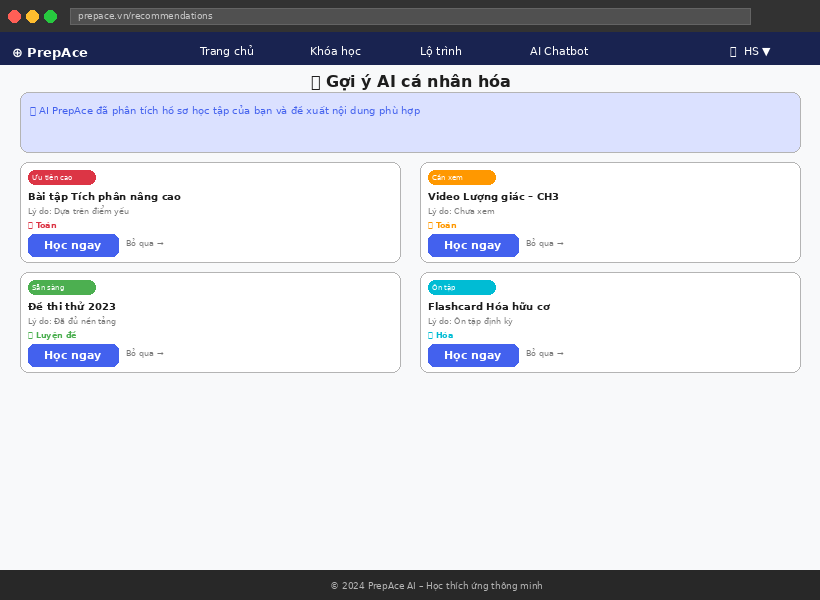 prepace.vn/recommendations
⊕ PrepAce Trang chủ Khóa học Lộ trình AI Chatbot HS ▼
Gợi ý AI cá nhân hóa
AI PrepAce đã phân tích hồ sơ học tập của bạn và đề xuất nội dung phù hợp
Ưu tiên cao
Bài tập Tích phân nâng cao
Lý do: Dựa trên điểm yếu
Toán
Học ngay Bỏ qua →
Cần xem
Video Lượng giác – CH3
Lý do: Chưa xem
Toán
Học ngay Bỏ qua →
Sẵn sàng
Đề thi thử 2023
Lý do: Đã đủ nền tảng
Luyện đề
Học ngay Bỏ qua →
Ôn tập
Flashcard Hóa hữu cơ
Lý do: Ôn tập định kỳ
Hóa
Học ngay Bỏ qua →
© 2024 PrepAce AI – Học thích ứng thông minh